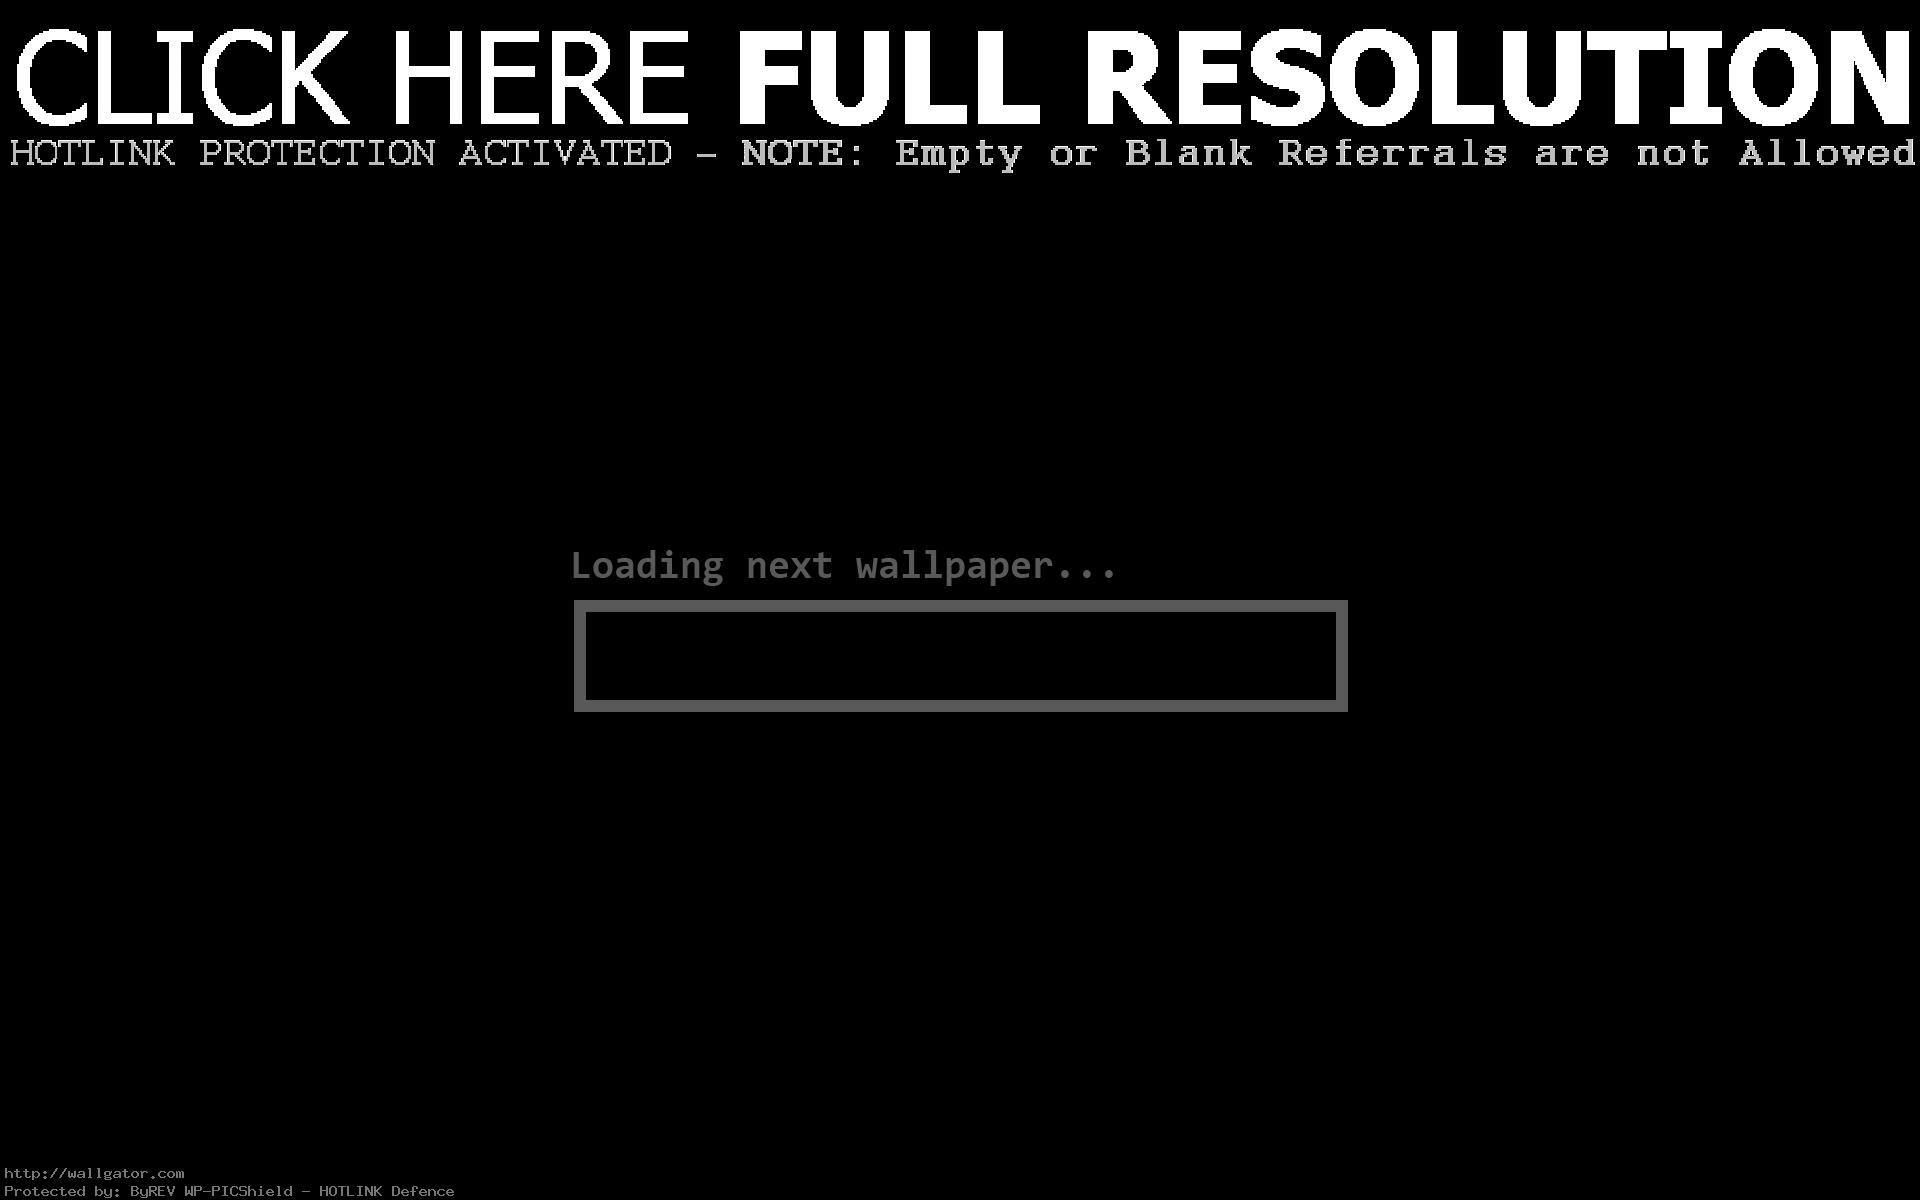 CLICK HERE FULL RESOLUTION
HOTLINK PROTECTION ACTIVATED - NOTE: Empty or Blank Referrals are not Allowed
Loading next wallpaper...
http://wallgator.com
Protected by: ByREV WP-PICShield - HOTLINK Defence